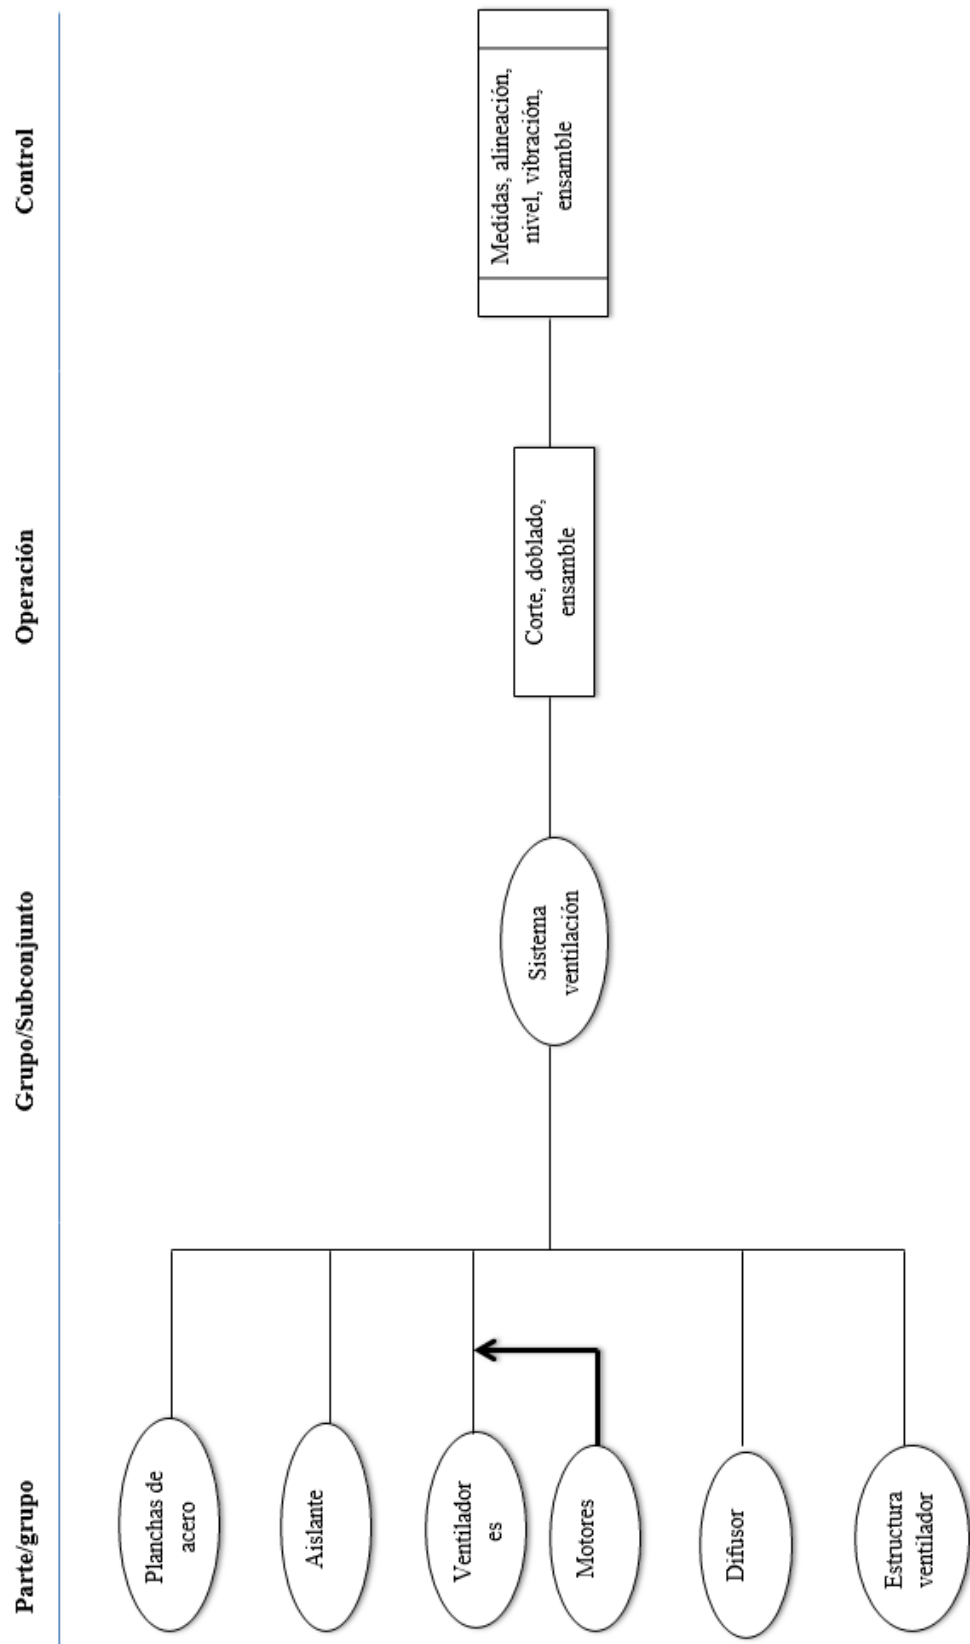 Parte/grupo
Grupo/Subconjunto
Operación
Control
Planchas de
acero
Aislante
Ventilador
es
Motores
Difusor
Estructura
ventilador
Sistema
ventilación
Corte, doblado,
ensamble
Medidas, alineación,
nivel, vibración,
ensamble